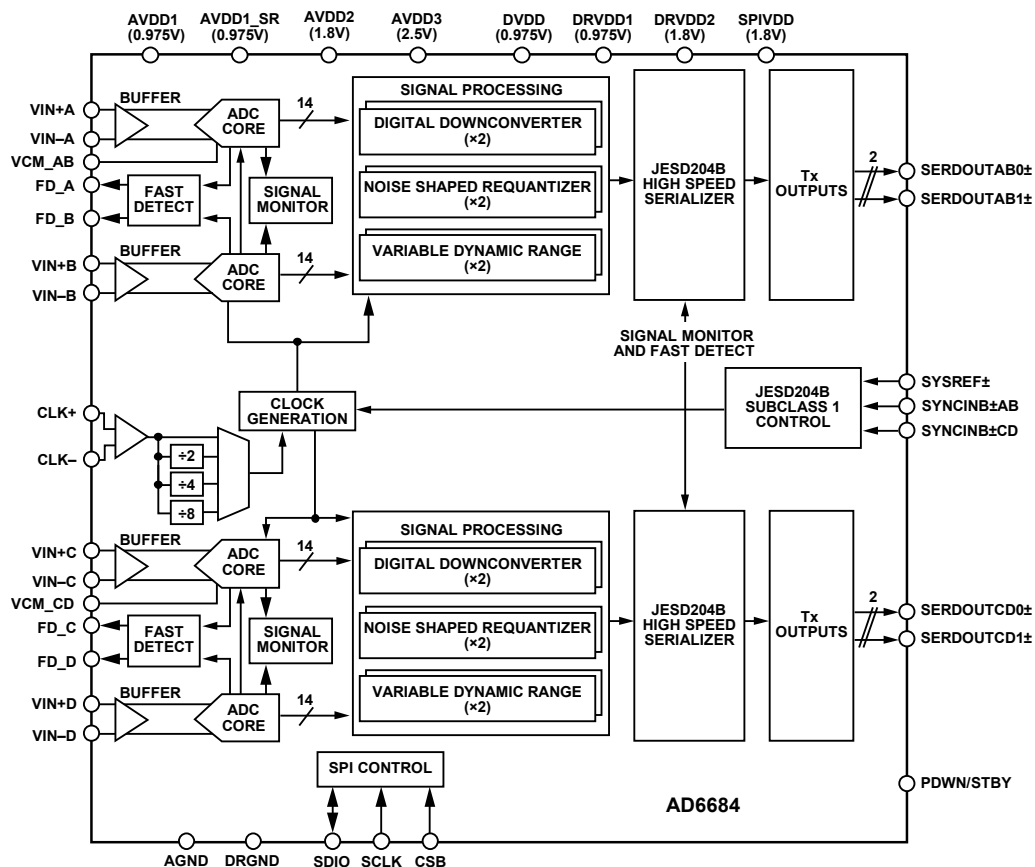 AVDD1
(0.975V)
AVDD1_SR
(0.975V)
AVDD2
(1.8V)
AVDD3
(2.5V)
DVDD
(0.975V)
DRVDD1
(0.975V)
DRVDD2
(1.8V)
SPIVDD
(1.8V)
VIN+A
VIN–A
VCM_AB
FD_A
FD_B
VIN+B
VIN–B
BUFFER
ADC
CORE
14
FAST
DETECT
SIGNAL
MONITOR
BUFFER
ADC
CORE
14
SIGNAL PROCESSING
DIGITAL DOWNCONVERTER
(×2)
NOISE SHAPED REQUANTIZER
(×2)
VARIABLE DYNAMIC RANGE
(×2)
JESD204B
HIGH SPEED
SERIALIZER
Tx
OUTPUTS
2
SERDOUTAB0±
SERDOUTAB1±
SIGNAL MONITOR
AND FAST DETECT
CLK+
CLK–
÷2
÷4
÷8
CLOCK
GENERATION
JESD204B
SUBCLASS 1
CONTROL
SYSREF±
SYNCINB±AB
SYNCINB±CD
VIN+C
VIN–C
VCM_CD
FD_C
FD_D
VIN+D
VIN–D
BUFFER
ADC
CORE
14
FAST
DETECT
SIGNAL
MONITOR
BUFFER
ADC
CORE
14
SIGNAL PROCESSING
DIGITAL DOWNCONVERTER
(×2)
NOISE SHAPED REQUANTIZER
(×2)
VARIABLE DYNAMIC RANGE
(×2)
JESD204B
HIGH SPEED
SERIALIZER
Tx
OUTPUTS
2
SERDOUTCD0±
SERDOUTCD1±
SPI CONTROL
PDWN/STBY
AD6684
AGND
DRGND
SDIO
SCLK
CSB